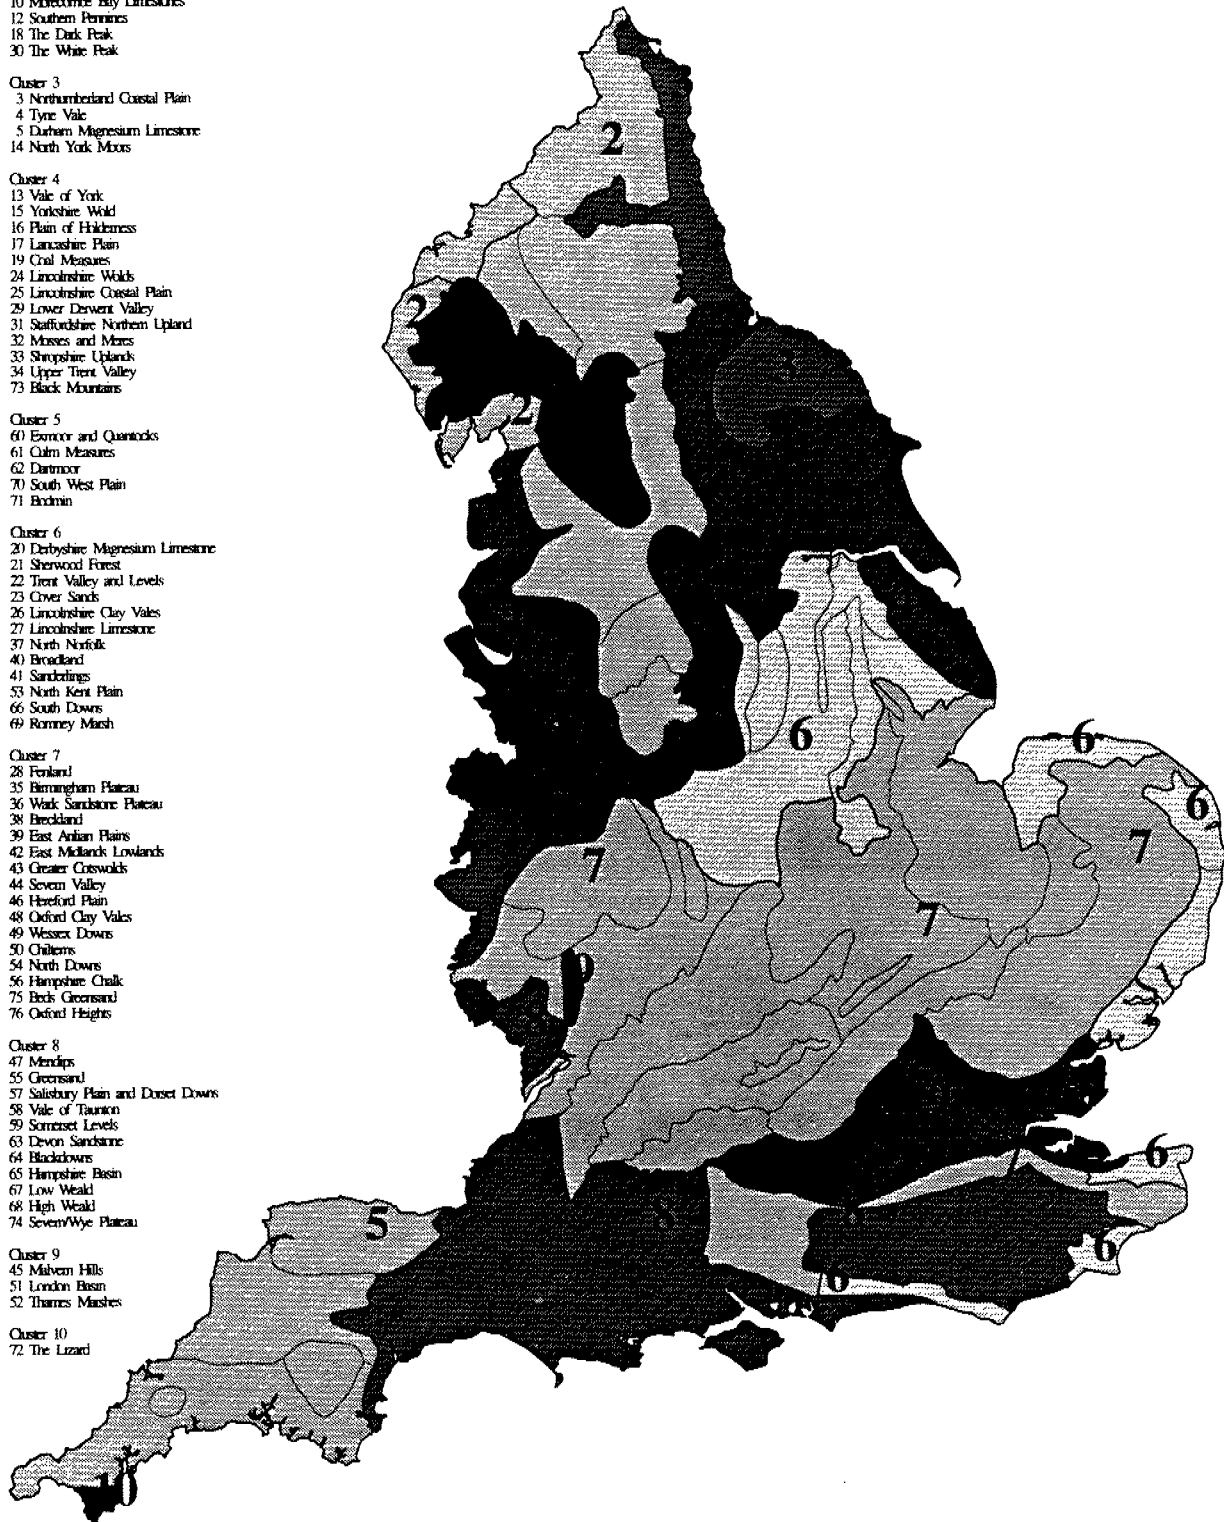 10 Morecombe Bay Limestones
12 Southern Pennines
18 The Dark Peak
30 The White Peak
Cluster 3
3 Northumberland Coastal Plain
4 Tyne Vale
5 Durham Magnesium Limestone
14 North York Moors
Cluster 4
13 Vale of York
15 Yorkshire Wold
16 Plain of Holderness
17 Lancashire Plain
19 Coal Measures
24 Lincolnshire Wolds
25 Lincolnshire Coastal Plain
29 Lower Derwent Valley
31 Staffordshire Northern Upland
32 Mosses and Meres
33 Shropshire Uplands
34 Upper Trent Valley
73 Black Mountains
Cluster 5
60 Exmoor and Quantocks
61 Culm Measures
62 Dartmoor
70 South West Plain
71 Bodmin
Cluster 6
20 Derbyshire Magnesium Limestone
21 Sherwood Forest
22 Trent Valley and Levels
23 Cover Sands
26 Lincolnshire Clay Vales
27 Lincolnshire Limestone
37 North Norfolk
40 Broadland
41 Sanderlings
53 North Kent Plain
66 South Downs
69 Romney Marsh
Cluster 7
28 Fenland
35 Birmingham Plateau
36 Wark Sandstone Plateau
38 Breckland
39 East Anlian Plains
42 East Midlands Lowlands
43 Greater Cotswolds
44 Severn Valley
46 Hereford Plain
48 Oxford Clay Vales
49 Wessex Downs
50 Chilterns
54 North Downs
56 Hampshire Chalk
75 Beds Greensand
76 Oxford Heights
Cluster 8
47 Mendips
55 Greensand
57 Salisbury Plain and Dorset Downs
58 Vale of Taunton
59 Somerset Levels
63 Devon Sandstone
64 Blackdowns
65 Hampshire Basin
67 Low Weald
68 High Weald
74 Severn/Wye Plateau
Cluster 9
45 Malvern Hills
51 London Basin
52 Thames Marshes
Cluster 10
72 The Lizard
2
2
2
6
6
6
7
7
7
9
6
8
8
5
6
6
10